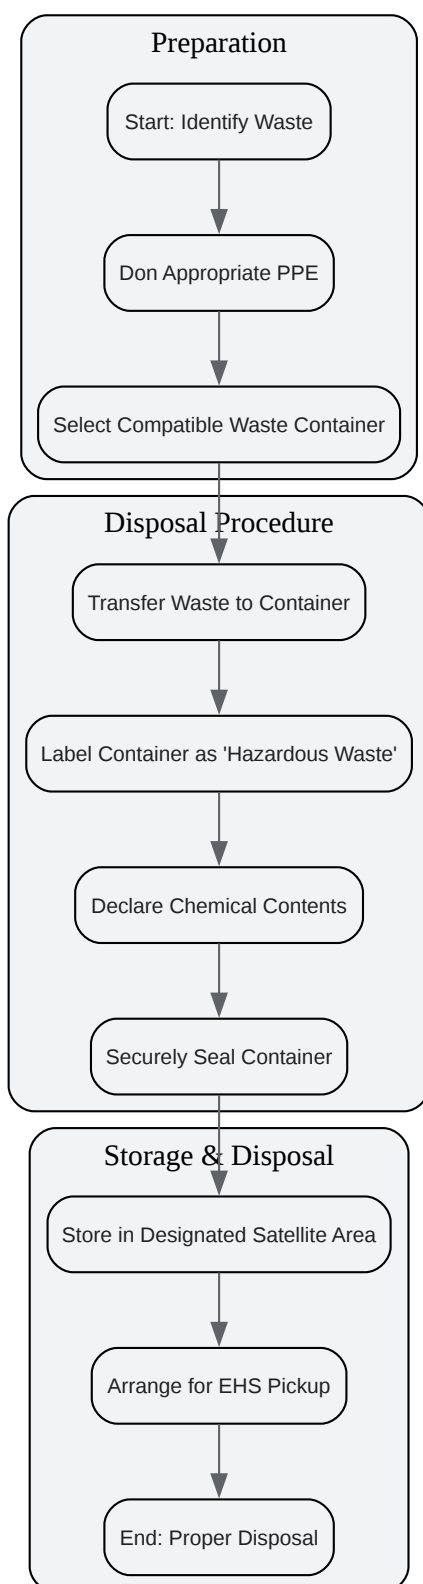 Preparation
Start: Identify Waste
Don Appropriate PPE
Select Compatible Waste Container
Disposal Procedure
Transfer Waste to Container
Label Container as 'Hazardous Waste'
Declare Chemical Contents
Securely Seal Container
Storage & Disposal
Store in Designated Satellite Area
Arrange for EHS Pickup
End: Proper Disposal